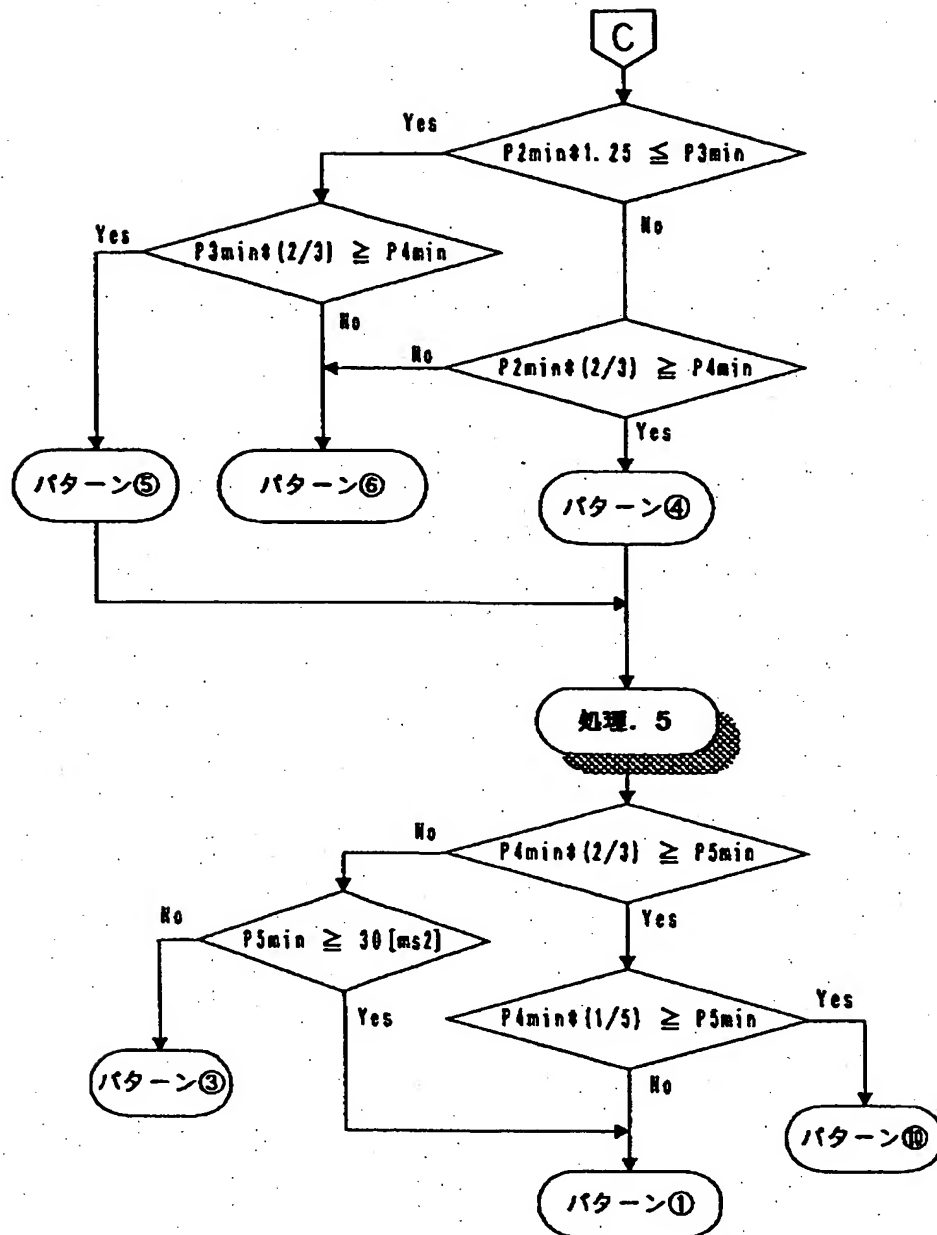 C
Yes
P2min*1.25 ≦ P3min
Yes
No
P3min*(2/3) ≧ P4min
No
No
P2min*(2/3) ≧ P4min
Yes
パターン⑤
パターン⑥
パターン④
処理. 5
No
P4min*(2/3) ≧ P5min
No
Yes
P5min ≧ 30[ms2]
Yes
P4min*(1/5) ≧ P5min
Yes
パターン③
No
パターン⑩
パターン①